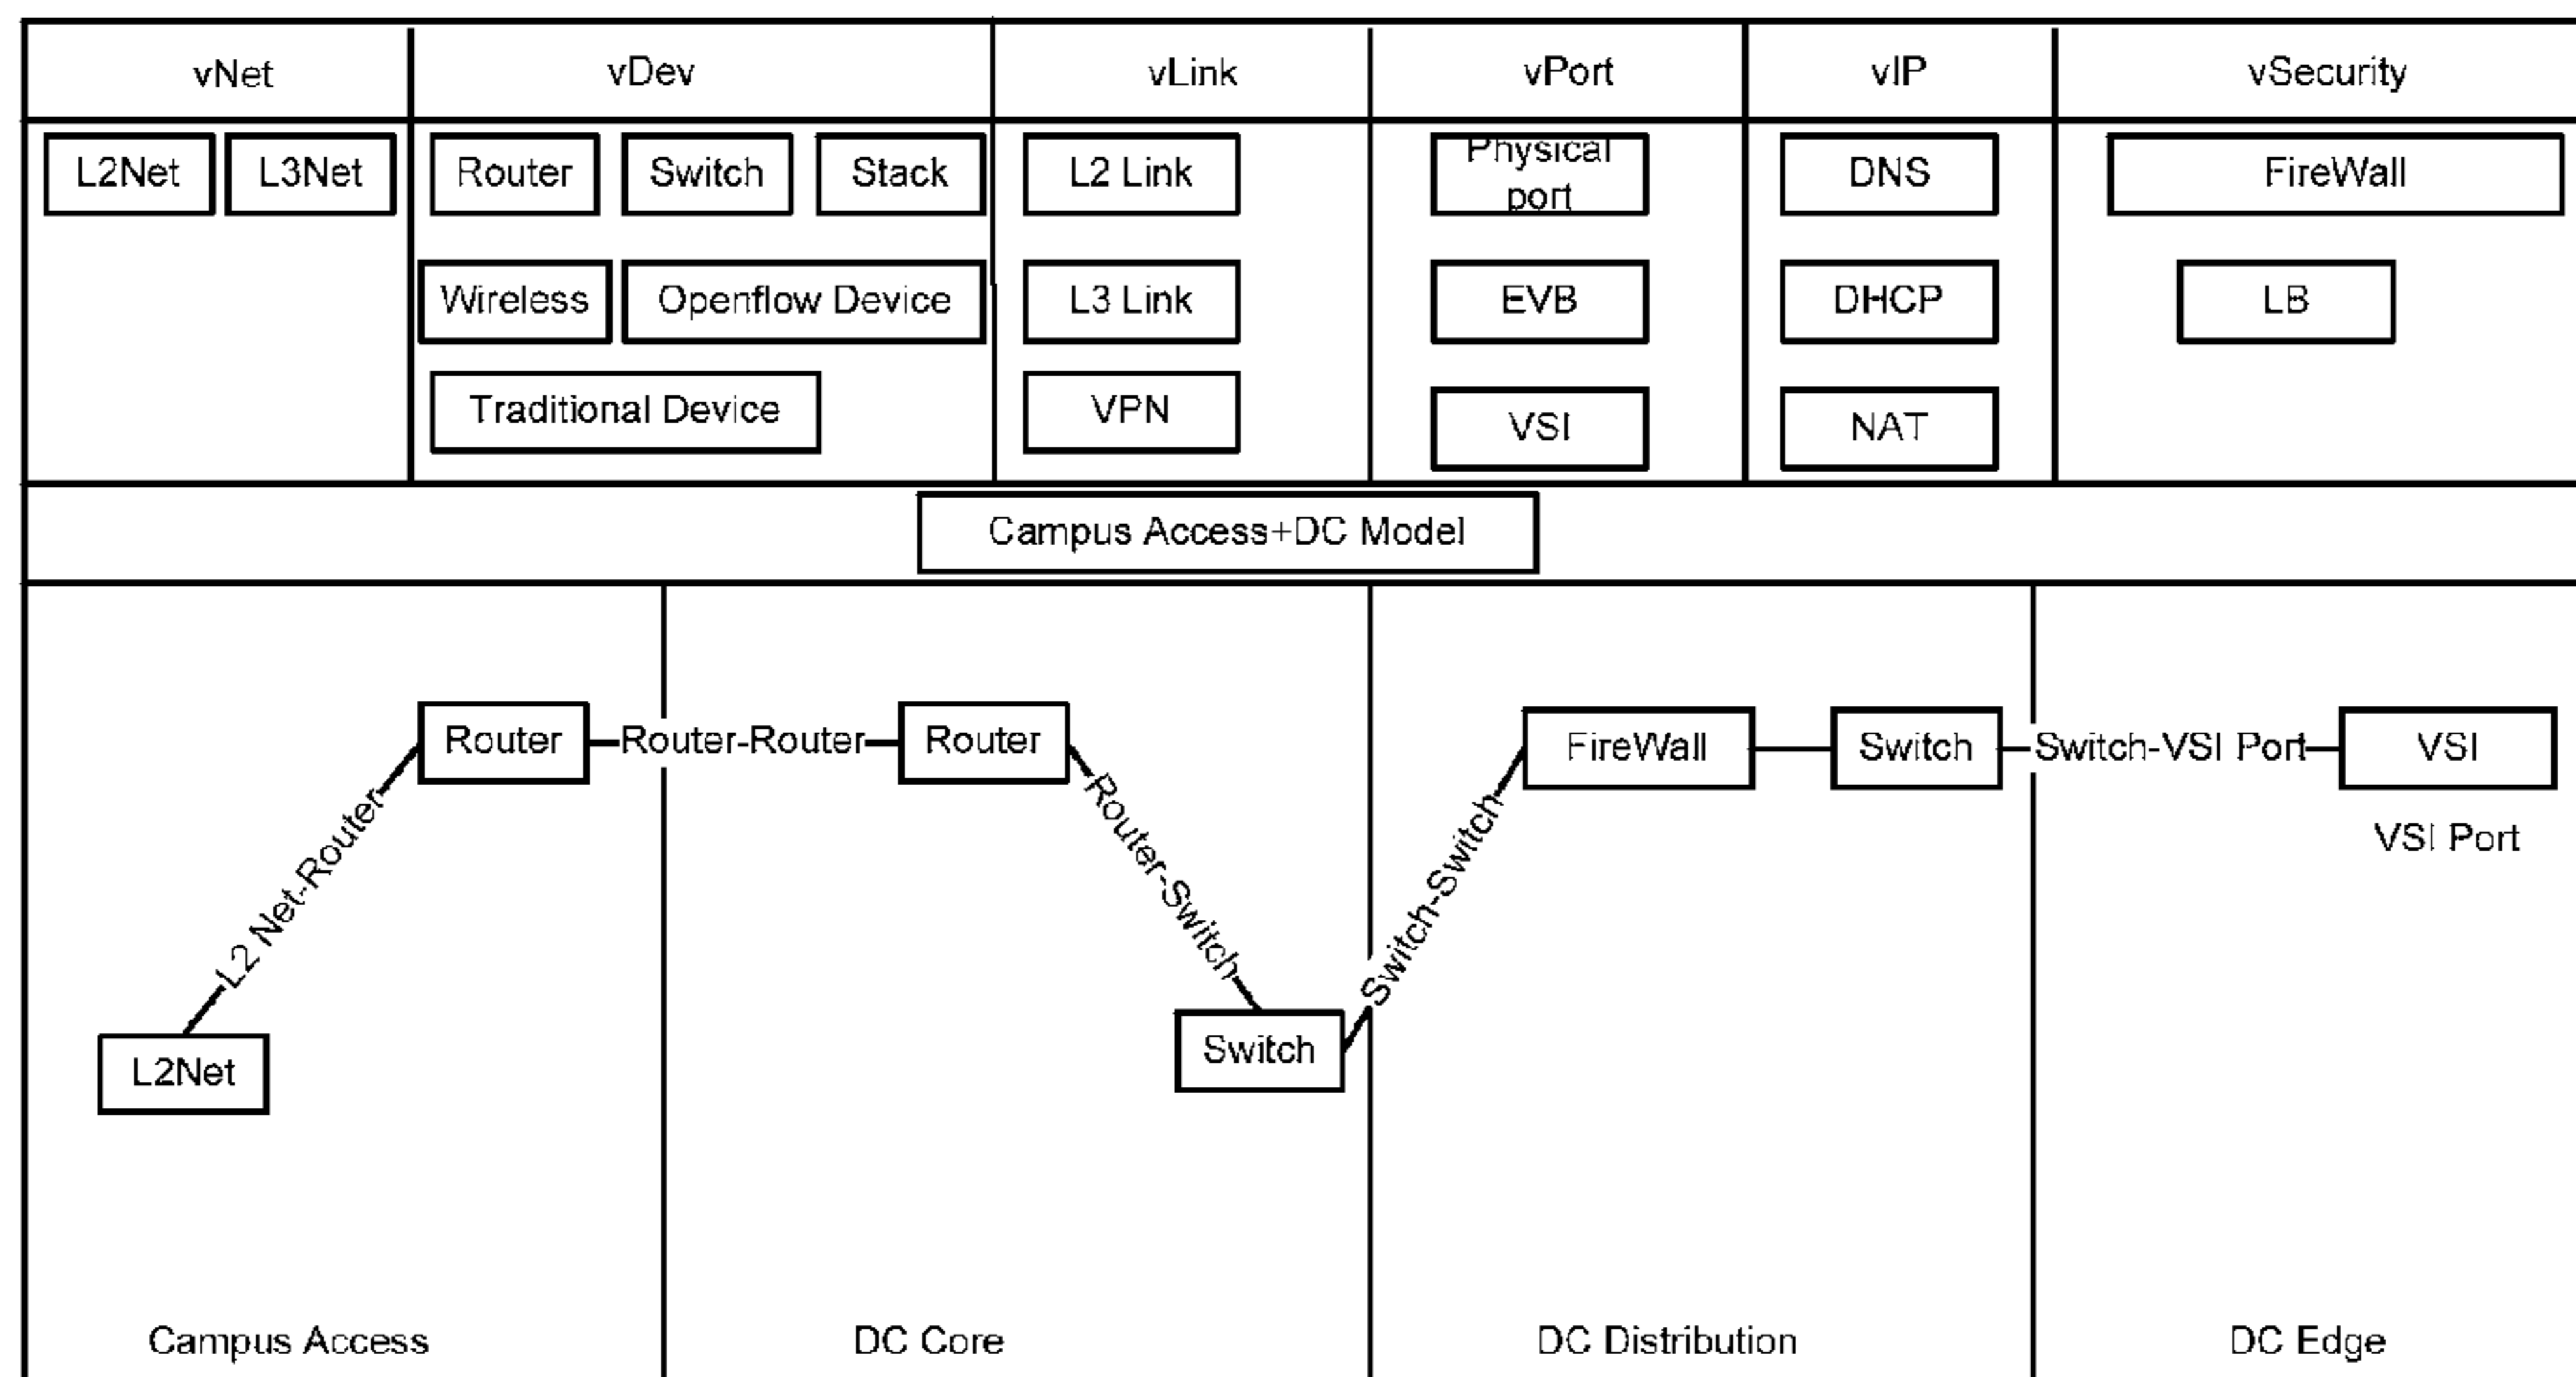 vNet
vDev
vLink
vPort
vIP
vSecurity
L2Net
L3Net
Router
Switch
Stack
L2 Link
Physical
port
DNS
FireWall
Wireless
Openflow Device
L3 Link
EVB
DHCP
LB
Traditional Device
VPN
VSI
NAT
Campus Access+DC Model
Router
Router-Router
Router
FireWall
Switch
Switch-VSI Port
VSI
VSI Port
L2 Net-Router
Router-Switch
Switch-Switch
L2Net
Switch
Campus Access
DC Core
DC Distribution
DC Edge